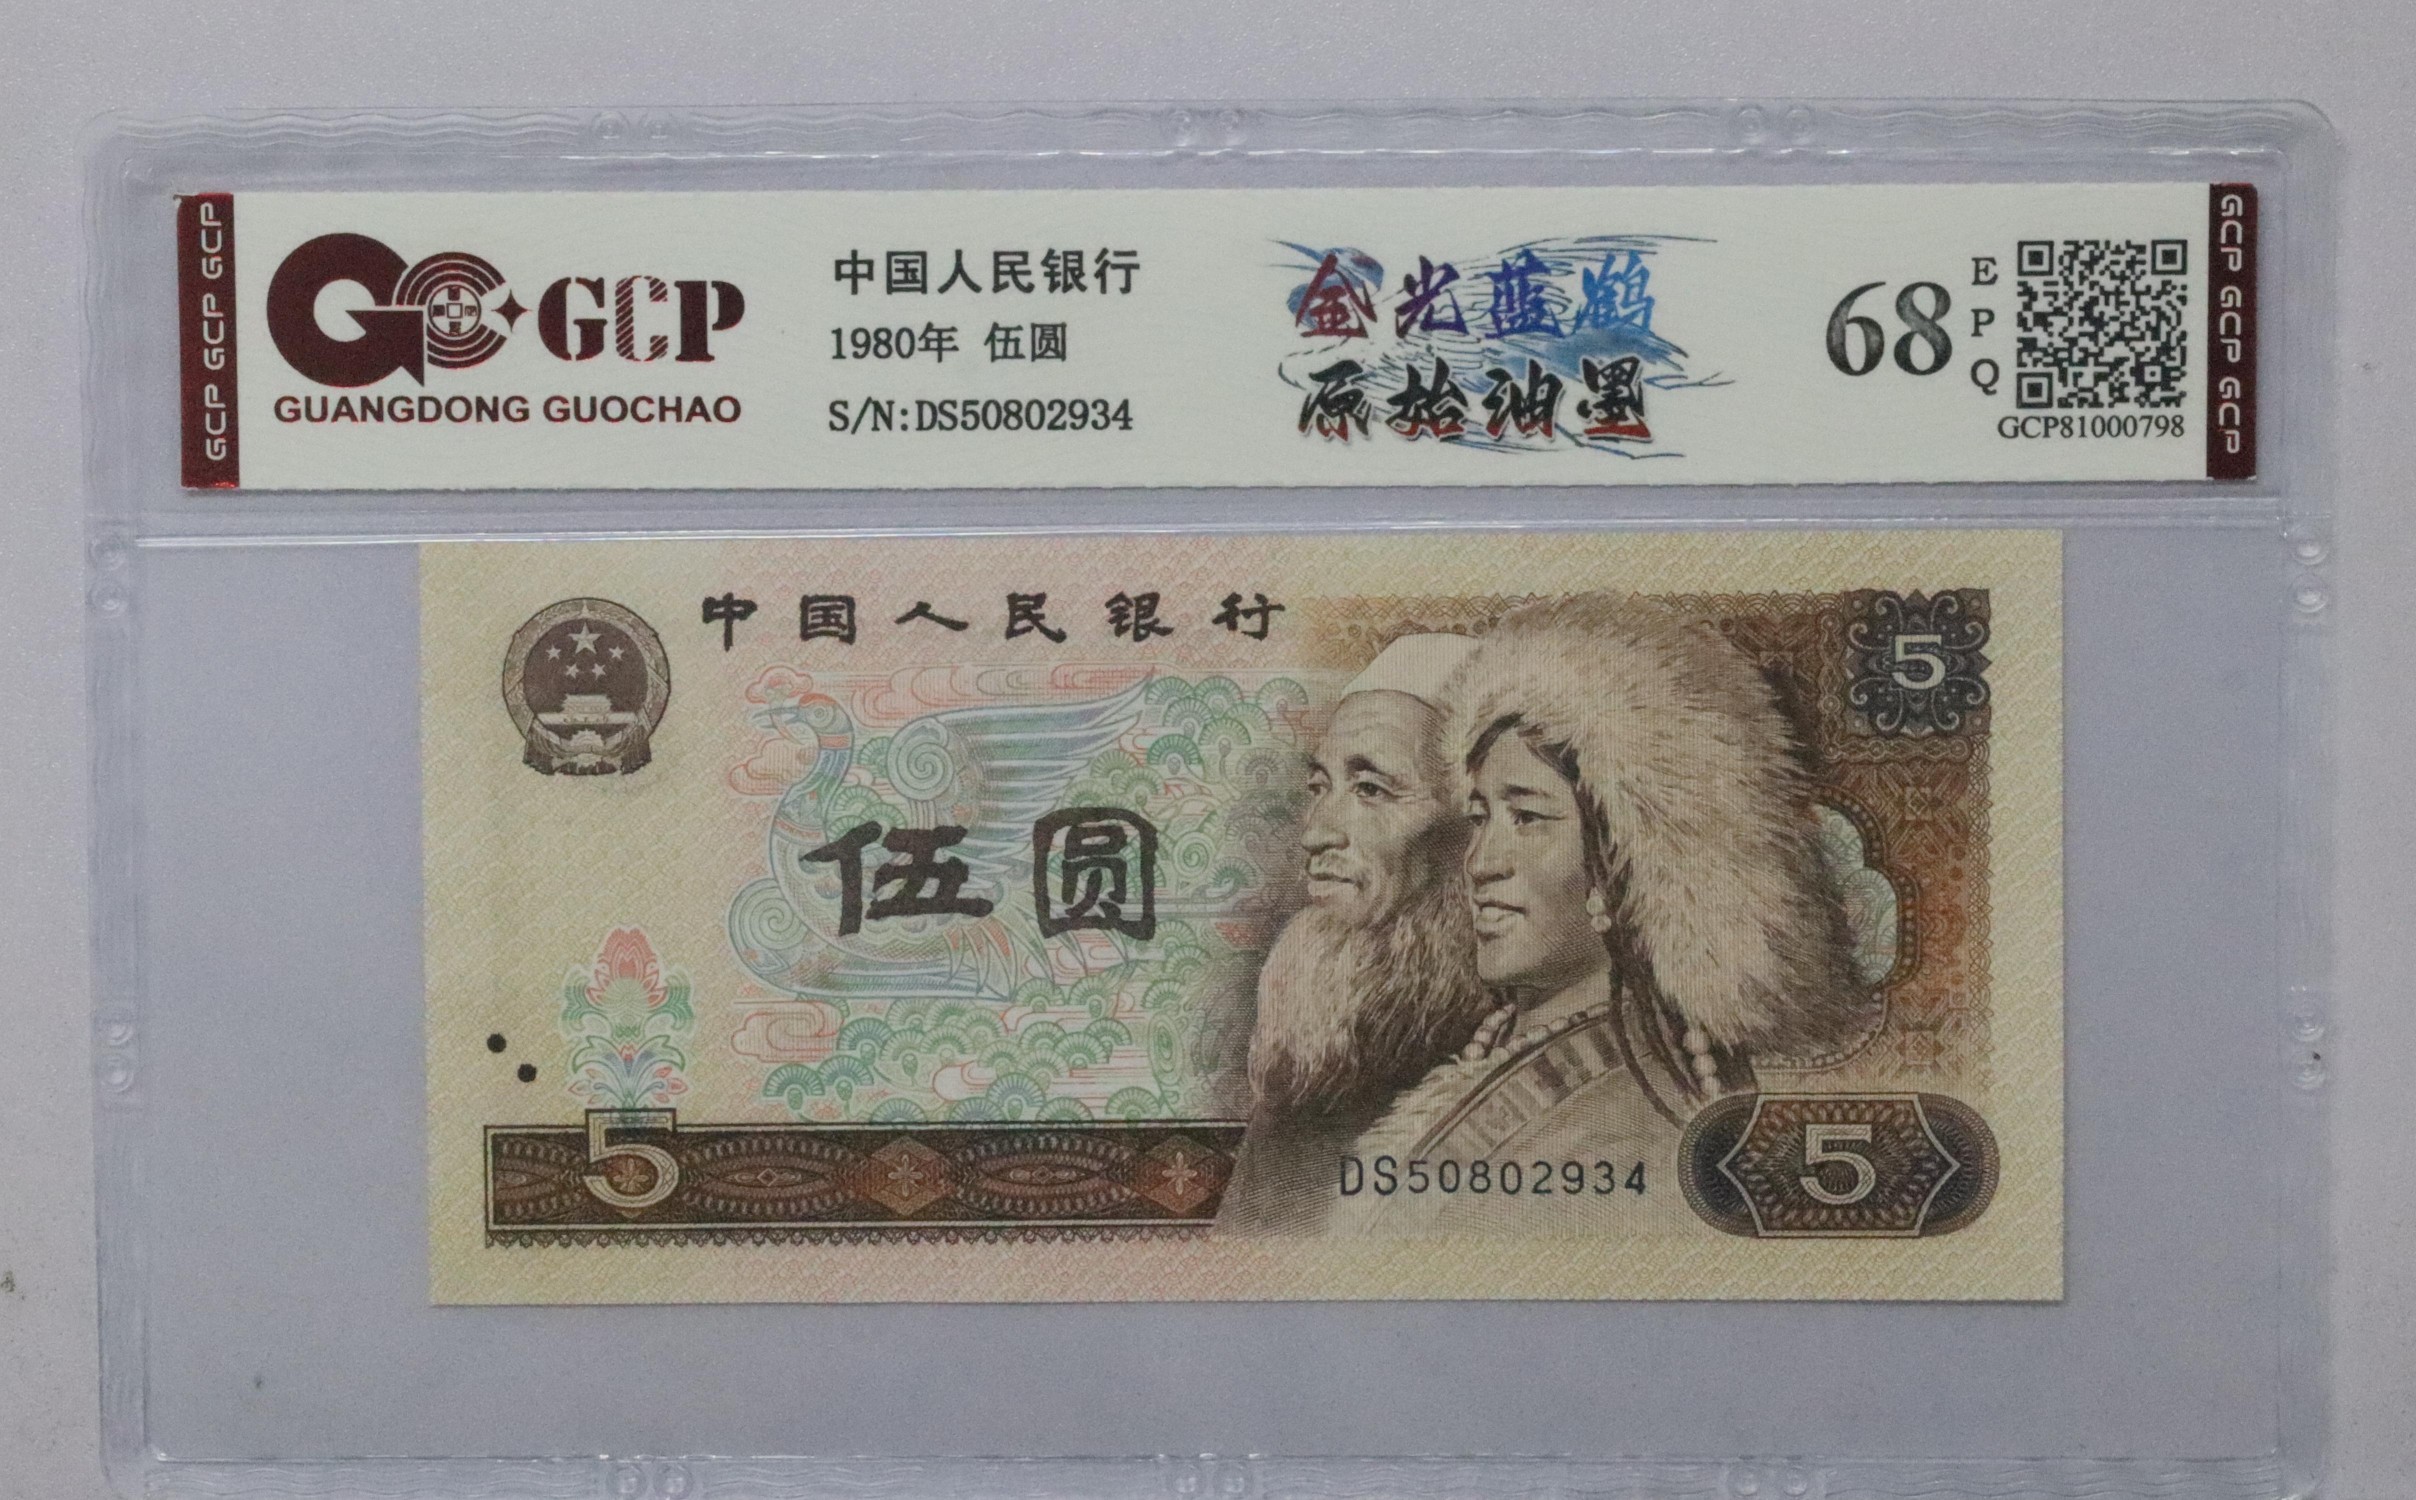 GCP GCP GCP
GCP
GUANGDONG GUOCHAO
中国人民银行
1980年 伍圆
S/N:DS50802934
金光蓝鹤
原始油墨
68
EPQ
GCP81000798
GCP GCP GCP
中国人民银行
5
伍圆
5
DS50802934
5